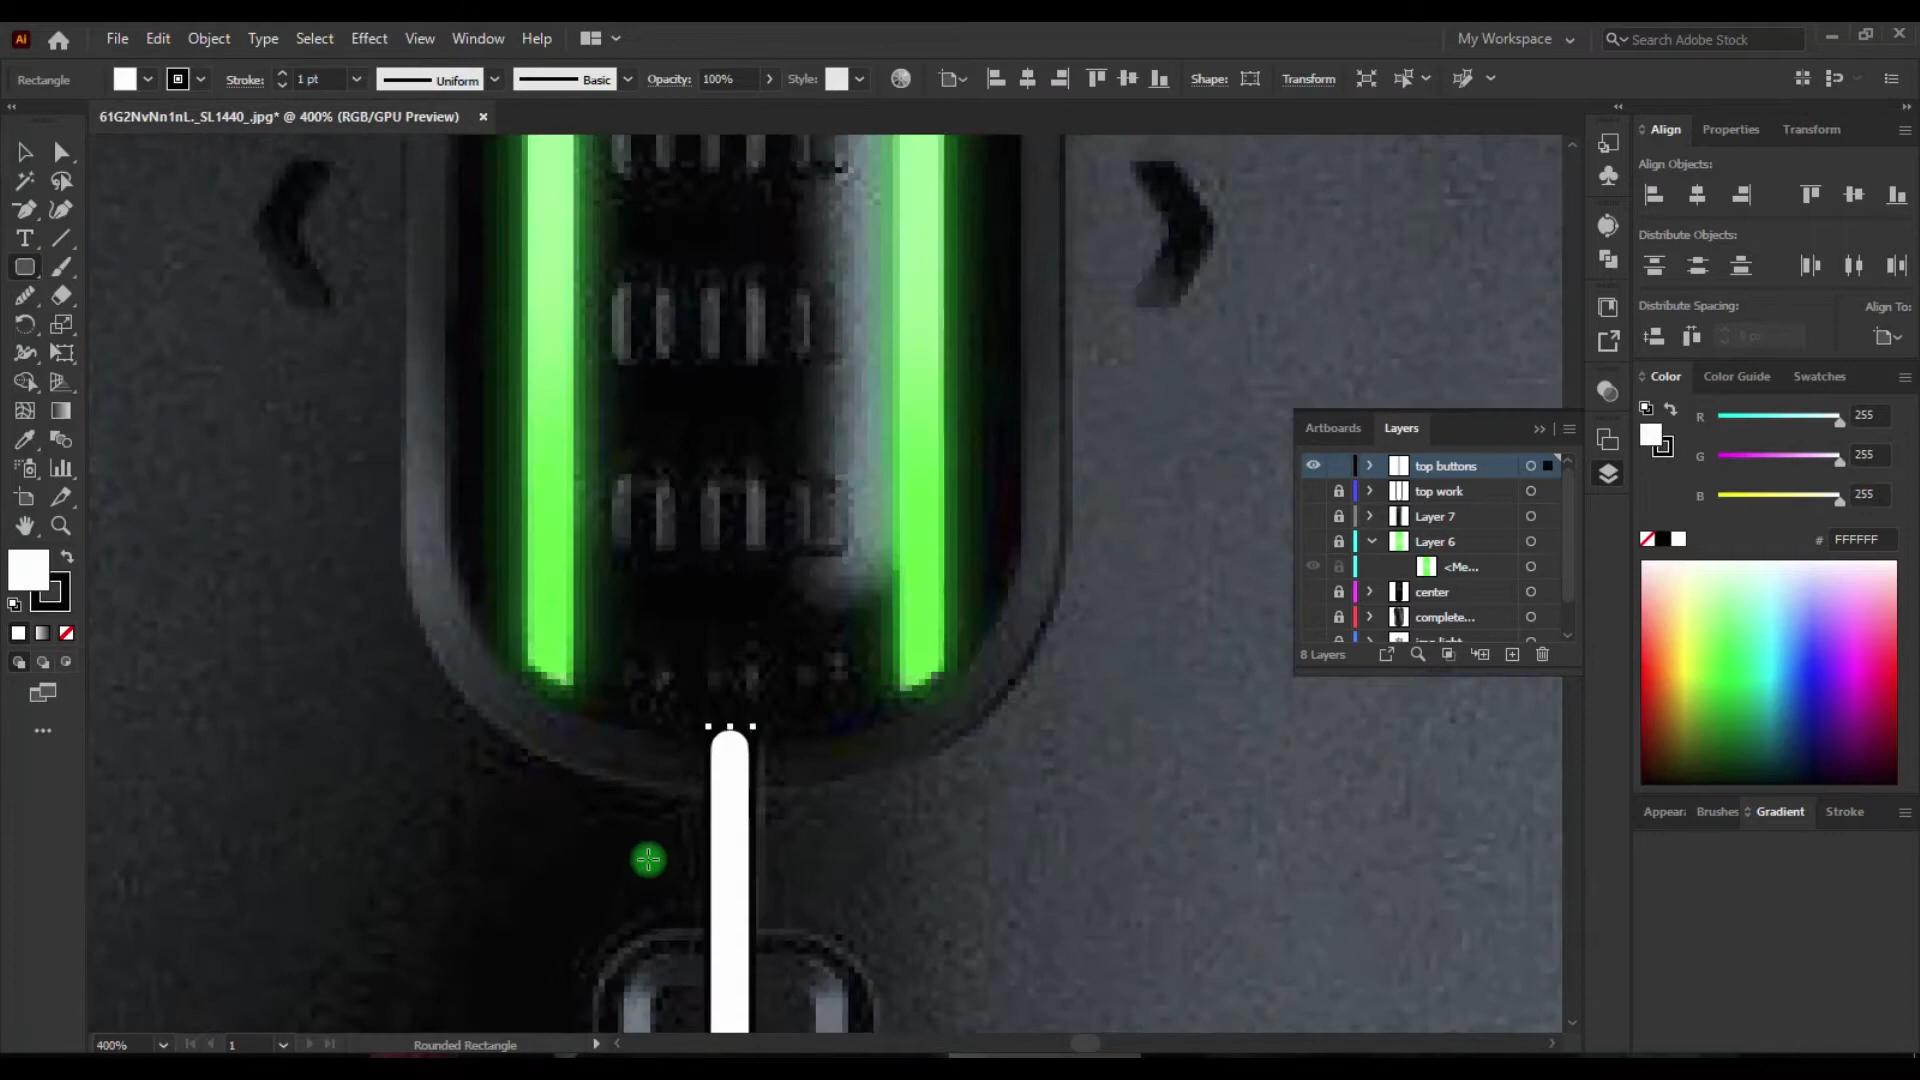 Ai File Edit Object Type Select Effect View Window Help My Workspace Search Adobe Stock
Rectangle Stroke: 1 pt Uniform Basic Opacity: 100% Style: Shape: Transform
61G2NvNn1nL._SL1440_.jpg* @ 400% (RGB/GPU Preview)
Align Properties Transform
Align Objects:
Distribute Objects:
Distribute Spacing: Align To:
Color Color Guide Swatches
R 255
G 255
B 255
# FFFFFF
Artboards Layers
top buttons
top work
Layer 7
Layer 6
<Me...
center
complete...
8 Layers
Appear: Brushes Gradient Stroke
400% 1 Rounded Rectangle